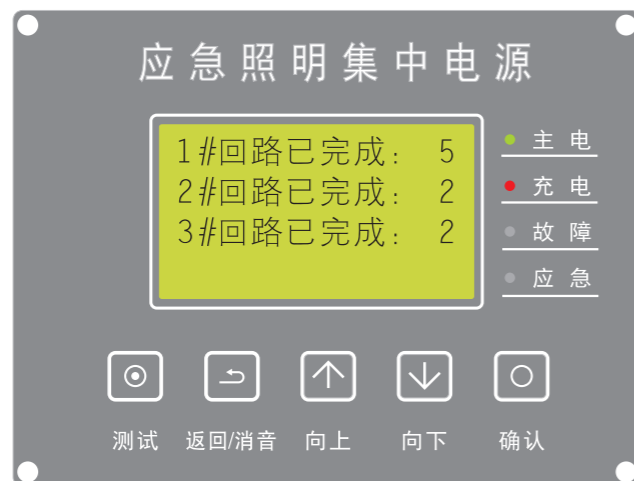 应急照明集中电源
1#回路已完成: 5
2#回路已完成: 2
3#回路已完成: 2
主电
充电
故障
应急
测试 返回/消音 向上 向下 确认